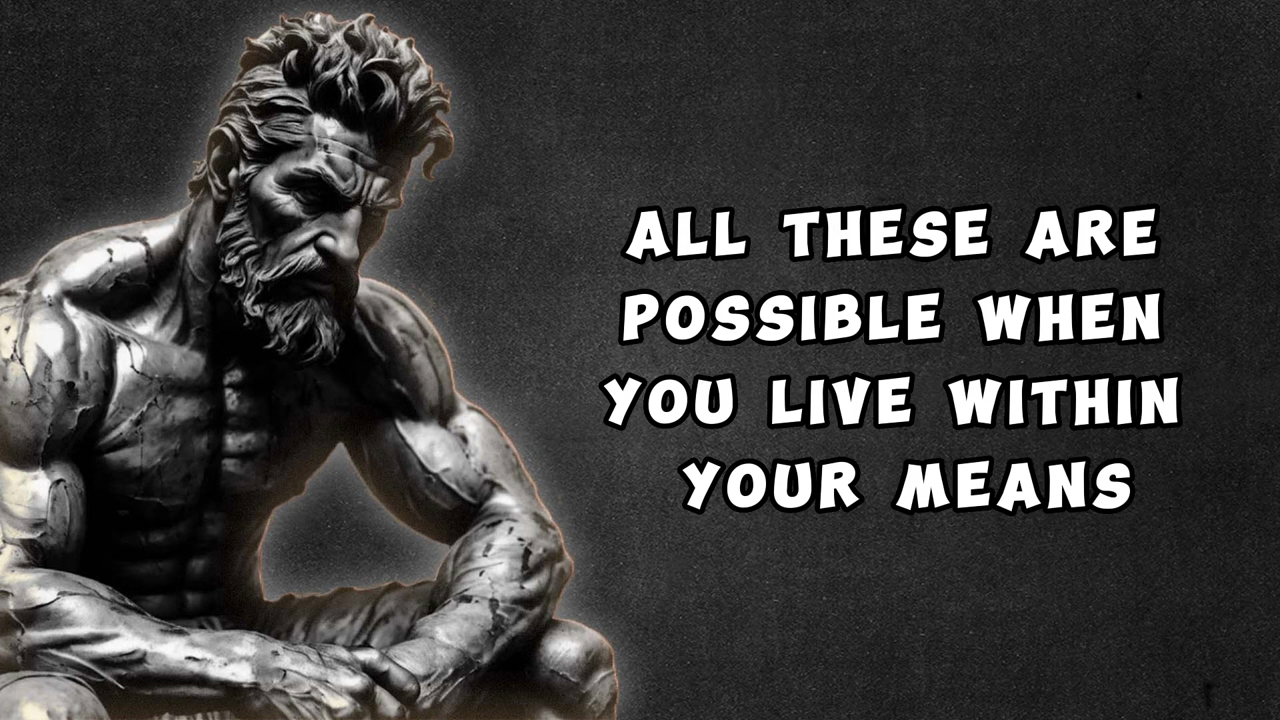 ALL THESE ARE
POSSIBLE WHEN
YOU LIVE WITHIN
YOUR MEANS